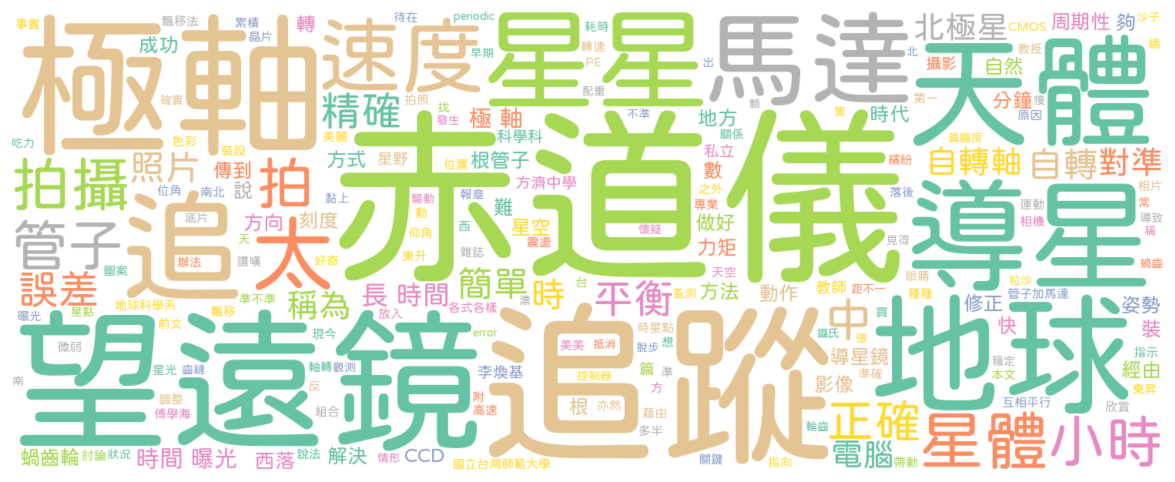 事實 飄移法 累積 轉 待在 periodic 耗時 北極星 CMOS 周期性 夠 沙子
極軸 成功 晶片 速度 早期 星星 轉速 PE 馬達 出 北 教授 繞
確實 拍照 精確 找 發生 配重 顆 攝影 自然 天體
吃力 色彩 裝設 美麗 極 軸 不準 隻 時代 第一 分鐘 慢 原因
科學科 地方 關係 眞圓度
拍攝 照片 傳到 拍 方式 星野 位置 根管子 私立 數 自轉軸 自轉 對準
位角 南北 說 黏上 驅動 報章 方濟中學 之外 專業 落後 繽紛 相片
管子 追 底片 方向 刻度 太 動 仰角 難 赤道儀 懷疑 做好 力矩 見得 導星 運動 相機 常 導致 稱
圖案 天 讚嘆 辦法 好奇 東升 西 雜誌 星空 震盪 天空 眼睛 蝸齒
誤差 準不準 稱為 長 時間 簡單 時 台 平衡 監測 方法 動作 教師 距不一 粒沙 種種 修正 管子加馬達 姿勢
曝光 星點 地球科學系 飄移 前文 放入 各式各樣 漂 攝氏 張 中 買 快 裝
望遠鏡 現今 error 追蹤 時星點 想 地球 穩定 指示
南 微弱 星光 齒縫 軸轉 觀測 美美 抵消 脫步 導星鏡 準確 本文 經由
調整 反 李煥基 控制器 篇 準 影像 互相平行 東昇
傅學海 組合 附 高速 根 亦然 藉由 方 多半 正確 輪齒 星體 欣賞 小時
蝸齒輪 討論 狀況 時間 曝光 西落 說法 解決 情形 CCD 國立台灣師範大學 關鍵 指向 電腦 帶動